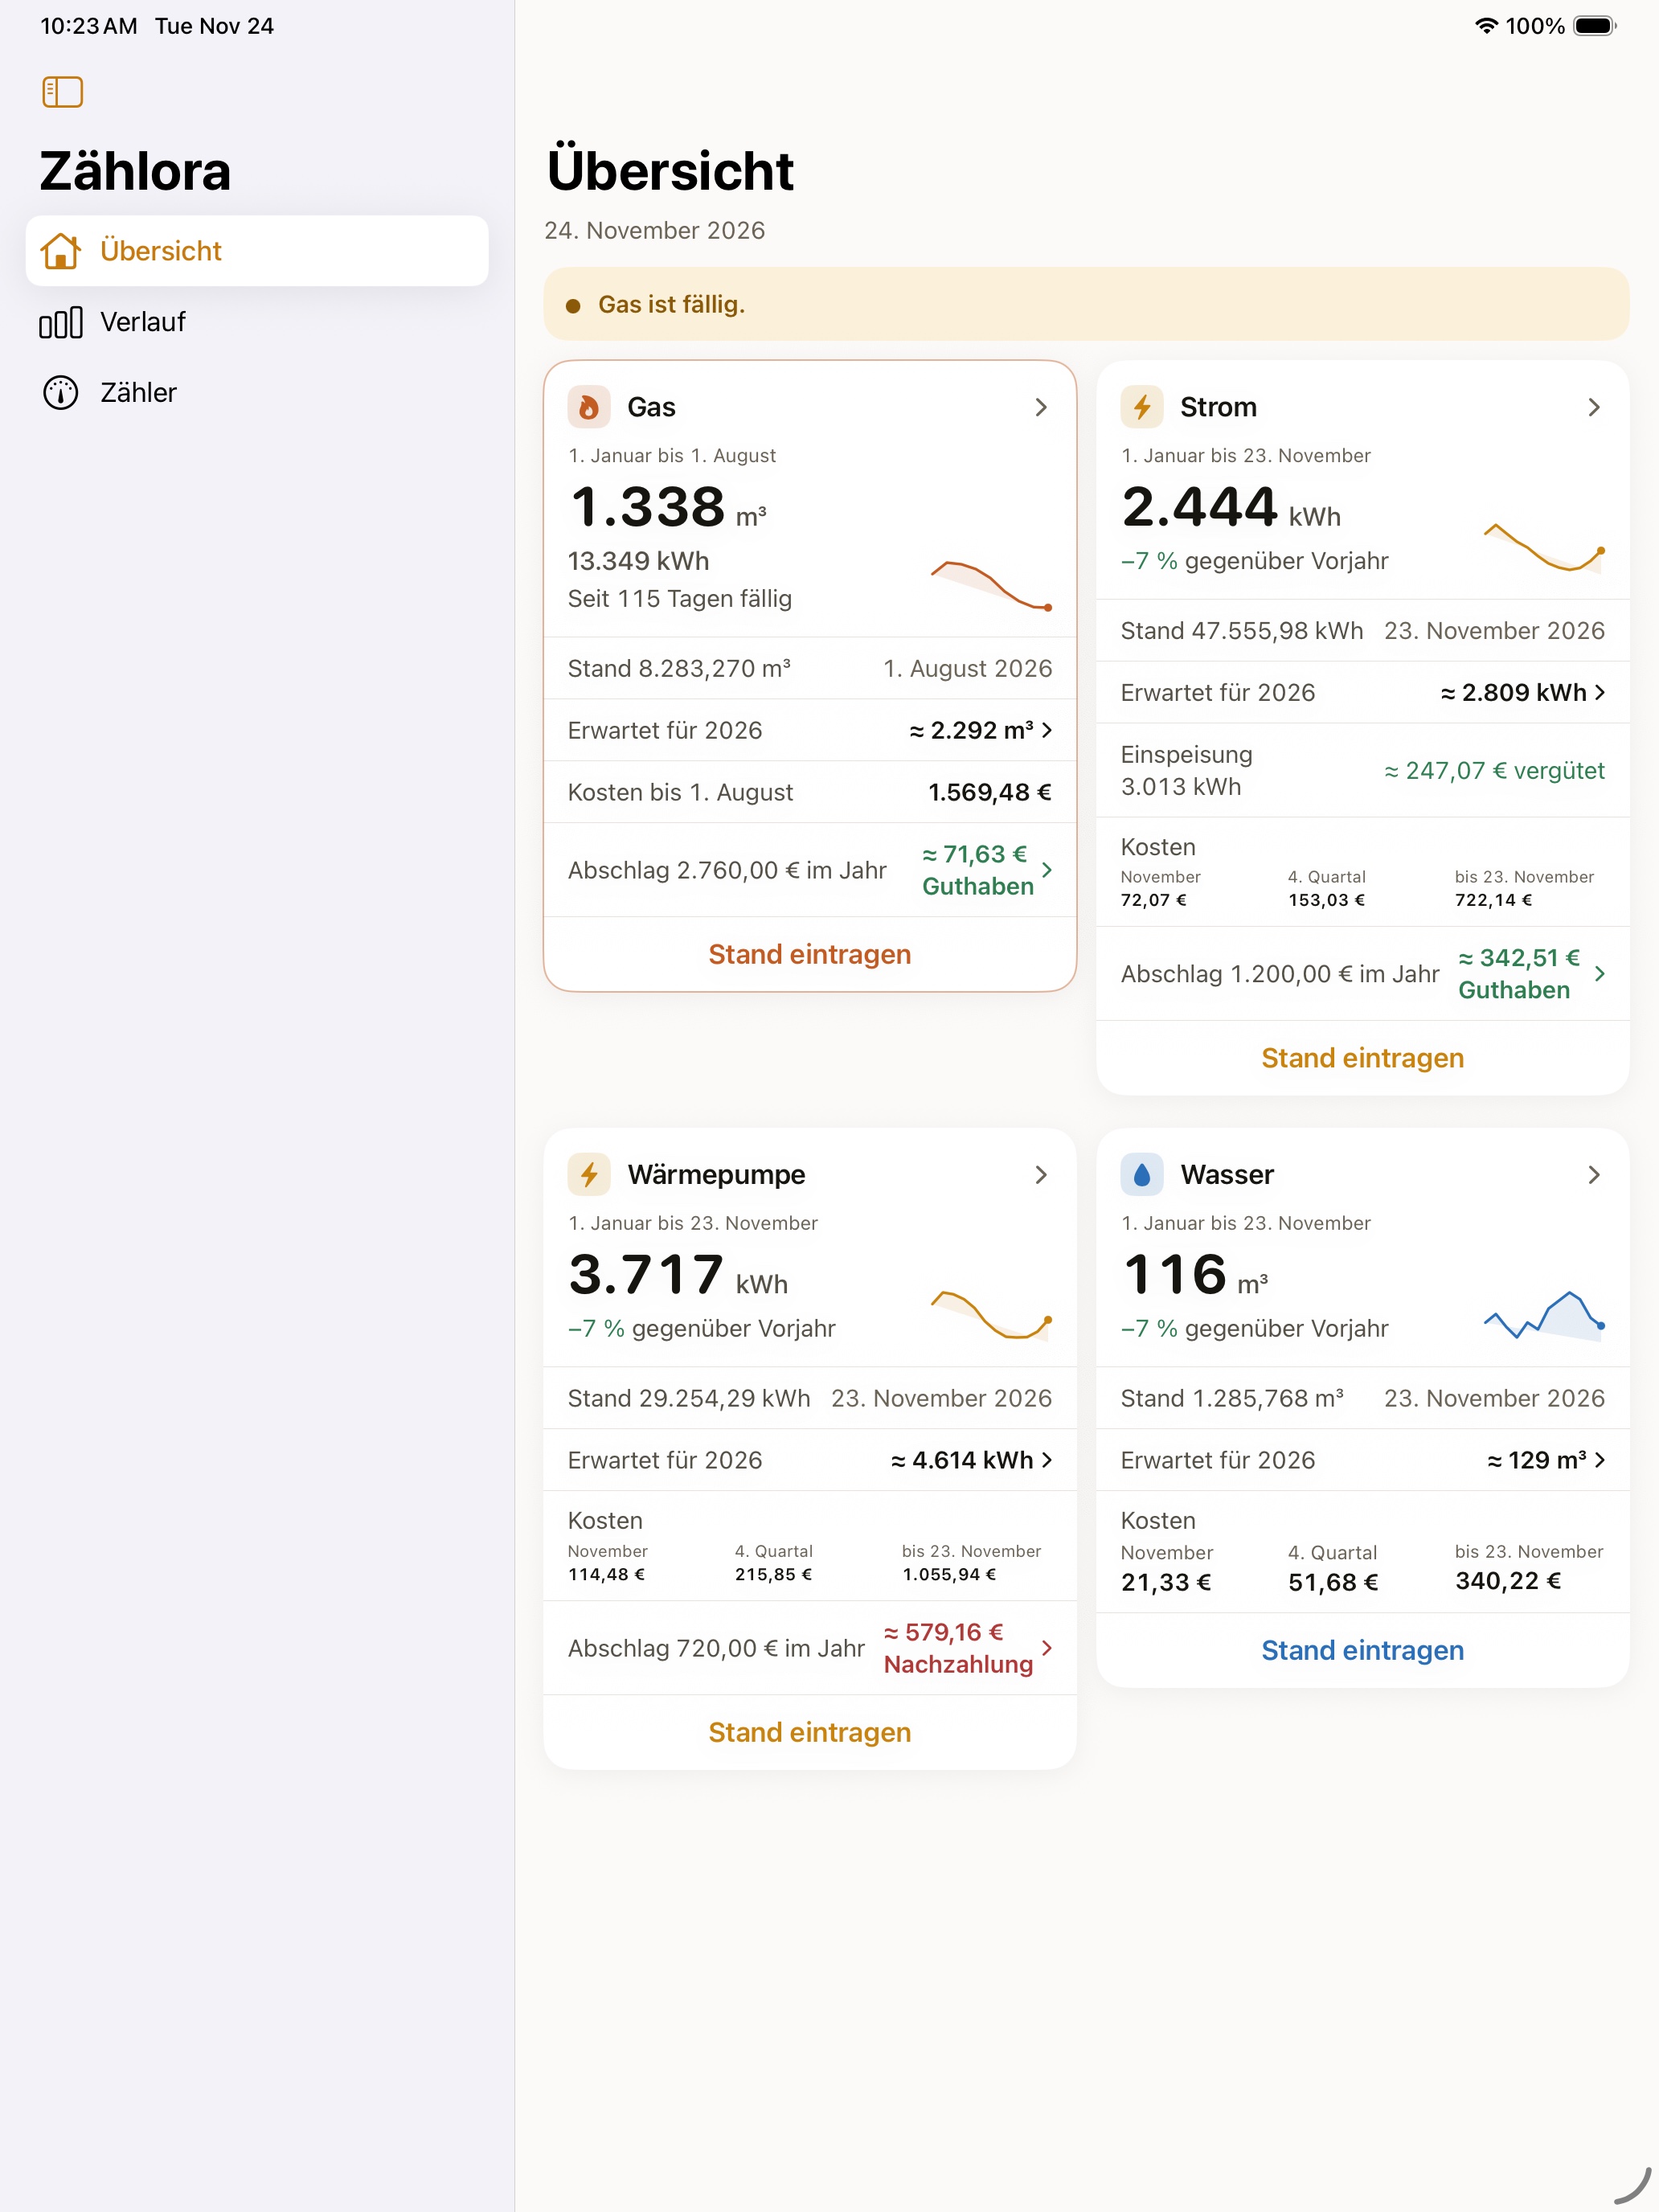 10:23 AM Tue Nov 24
100%
Zählora
Übersicht
Verlauf
Zähler
Übersicht
24. November 2026
Gas ist fällig.
Gas
1. Januar bis 1. August
1.338 m³
13.349 kWh
Seit 115 Tagen fällig
Stand 8.283,270 m³ 1. August 2026
Erwartet für 2026 ≈ 2.292 m³
Kosten bis 1. August 1.569,48 €
Abschlag 2.760,00 € im Jahr ≈ 71,63 €
Guthaben
Stand eintragen
Strom
1. Januar bis 23. November
2.444 kWh
−7 % gegenüber Vorjahr
Stand 47.555,98 kWh 23. November 2026
Erwartet für 2026 ≈ 2.809 kWh
Einspeisung
3.013 kWh
≈ 247,07 € vergütet
Kosten
November 4. Quartal bis 23. November
72,07 € 153,03 € 722,14 €
Abschlag 1.200,00 € im Jahr ≈ 342,51 €
Guthaben
Stand eintragen
Wärmepumpe
1. Januar bis 23. November
3.717 kWh
−7 % gegenüber Vorjahr
Stand 29.254,29 kWh 23. November 2026
Erwartet für 2026 ≈ 4.614 kWh
Kosten
November 4. Quartal bis 23. November
114,48 € 215,85 € 1.055,94 €
Abschlag 720,00 € im Jahr ≈ 579,16 €
Nachzahlung
Stand eintragen
Wasser
1. Januar bis 23. November
116 m³
−7 % gegenüber Vorjahr
Stand 1.285,768 m³ 23. November 2026
Erwartet für 2026 ≈ 129 m³
Kosten
November 4. Quartal bis 23. November
21,33 € 51,68 € 340,22 €
Stand eintragen